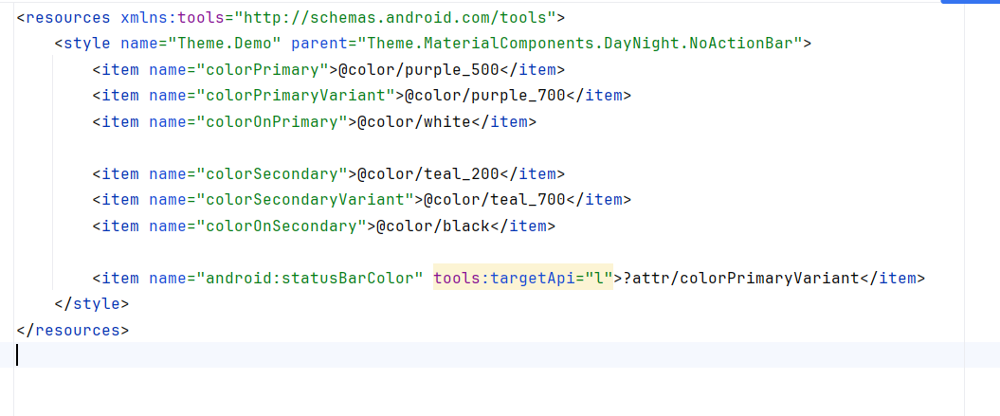 <resources xmlns:tools="http://schemas.android.com/tools">
    <style name="Theme.Demo" parent="Theme.MaterialComponents.DayNight.NoActionBar">
        <item name="colorPrimary">@color/purple_500</item>
        <item name="colorPrimaryVariant">@color/purple_700</item>
        <item name="colorOnPrimary">@color/white</item>

        <item name="colorSecondary">@color/teal_200</item>
        <item name="colorSecondaryVariant">@color/teal_700</item>
        <item name="colorOnSecondary">@color/black</item>

        <item name="android:statusBarColor" tools:targetApi="l">?attr/colorPrimaryVariant</item>
    </style>
</resources>